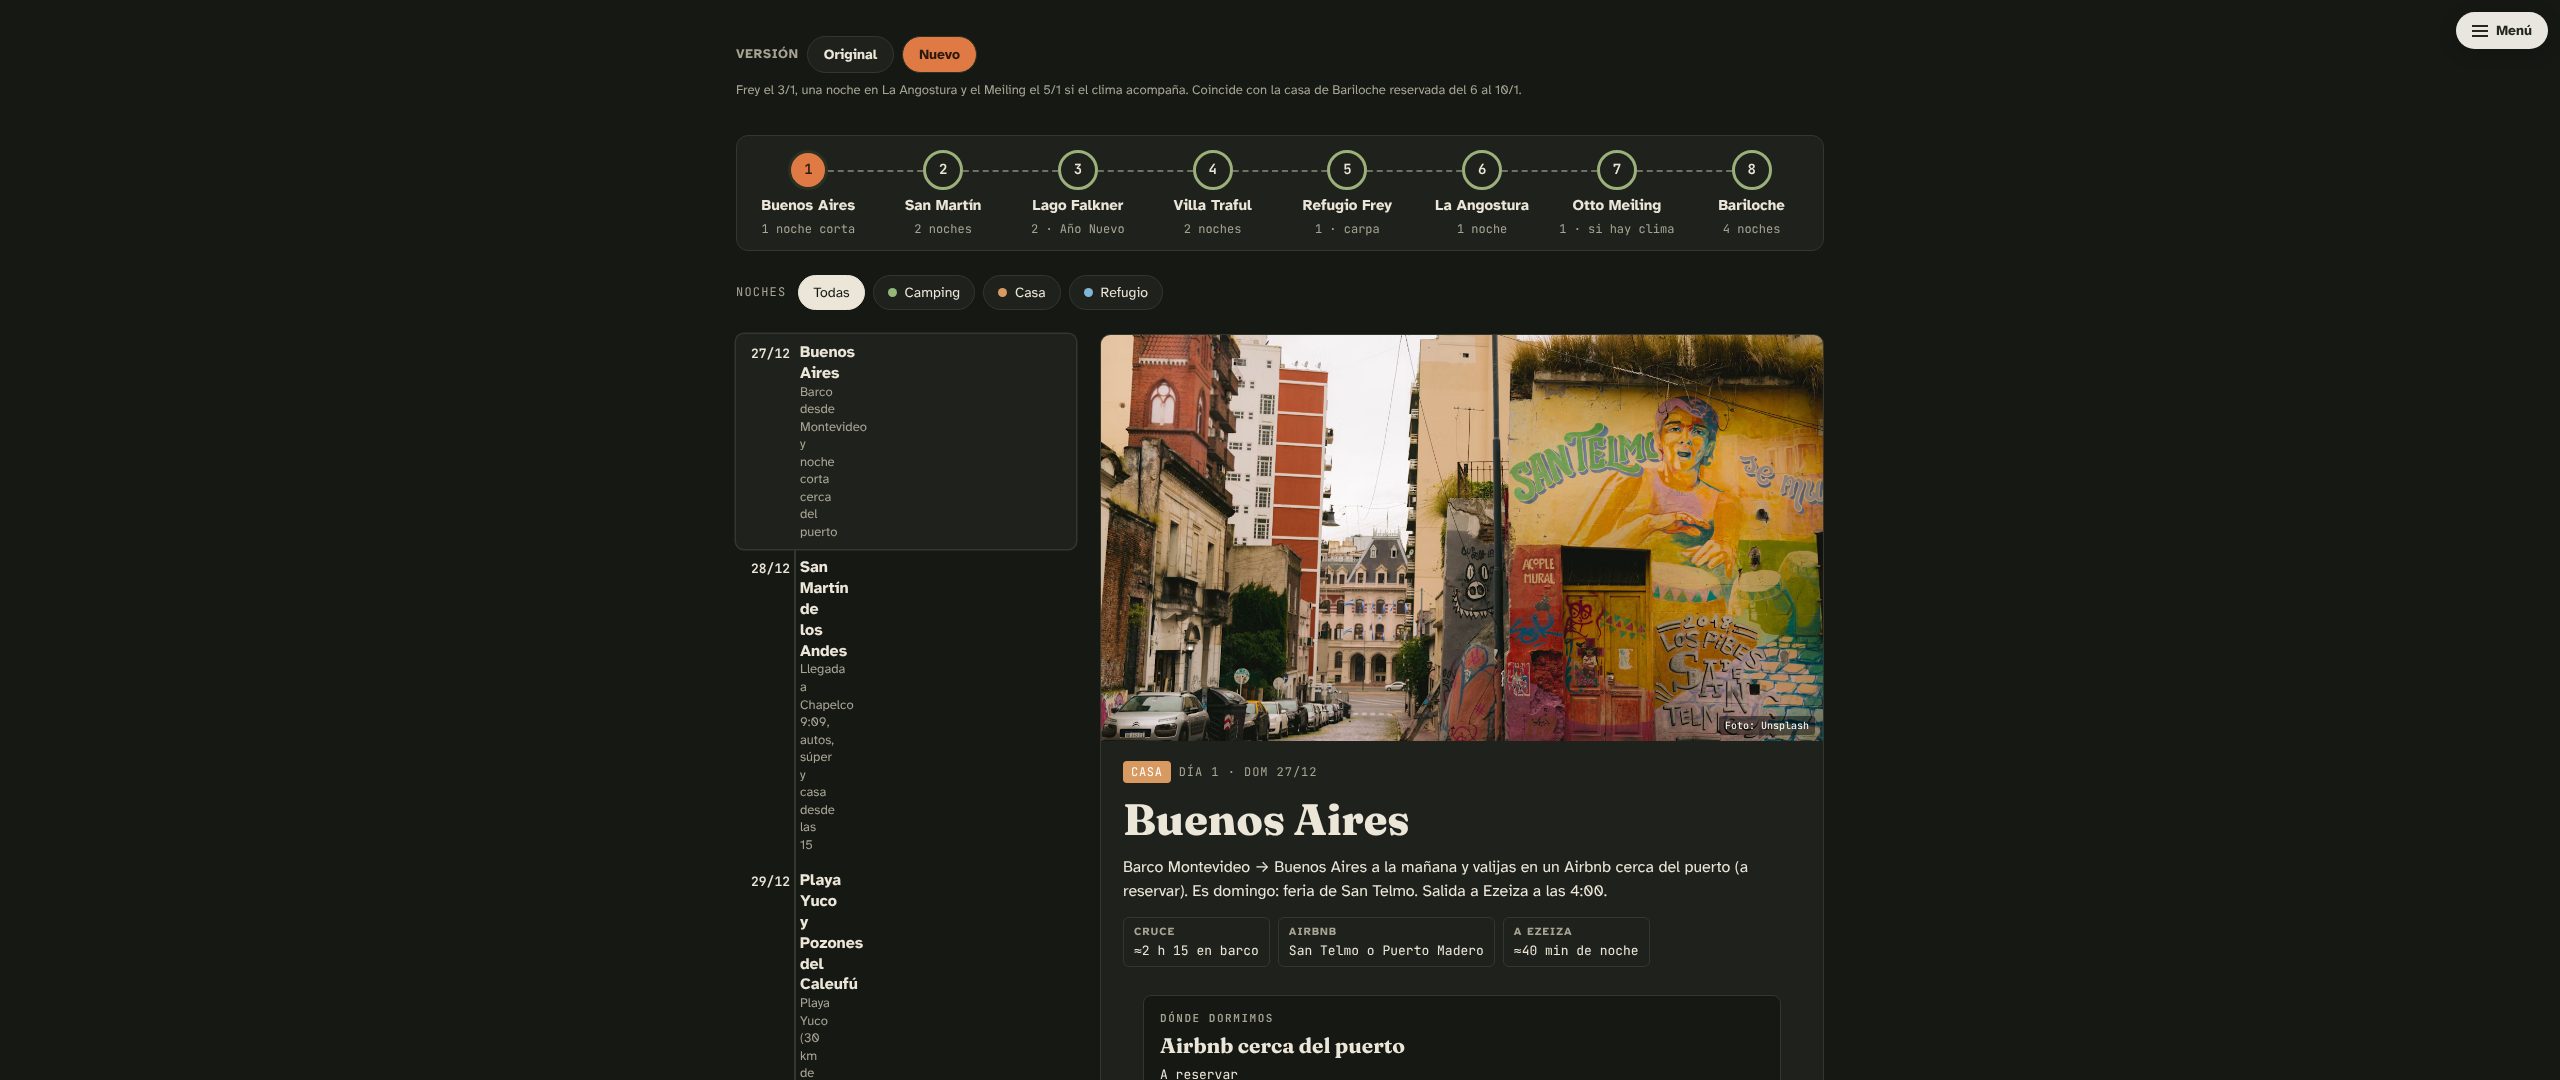 Menú
VERSIÓN Original Nuevo
Frey el 3/1, una noche en La Angostura y el Meiling el 5/1 si el clima acompaña. Coincide con la casa de Bariloche reservada del 6 al 10/1.
1 2 3 4 5 6 7 8
Buenos Aires San Martín Lago Falkner Villa Traful Refugio Frey La Angostura Otto Meiling Bariloche
1 noche corta 2 noches 2 · Año Nuevo 2 noches 1 · carpa 1 noche 1 · si hay clima 4 noches
NOCHES Todas Camping Casa Refugio
27/12 Buenos
Aires
Barco
desde
Montevideo
y
noche
corta
cerca
del
puerto
28/12 San
Martín
de
los
Andes
Llegada
a
Chapelco
9:09,
autos,
súper
y
casa
desde
las
15
29/12 Playa
Yuco
y
Pozones
del
Caleufú
Playa
Yuco
(30
km
de
SAN TELMO
ACOPLE
MURAL
2018
LOS PIBES
SAN
TELMO
Foto: Unsplash
CASA DÍA 1 · DOM 27/12
Buenos Aires
Barco Montevideo → Buenos Aires a la mañana y valijas en un Airbnb cerca del puerto (a
reservar). Es domingo: feria de San Telmo. Salida a Ezeiza a las 4:00.
CRUCE AIRBNB A EZEIZA
≈2 h 15 en barco San Telmo o Puerto Madero ≈40 min de noche
DÓNDE DORMIMOS
Airbnb cerca del puerto
A reservar